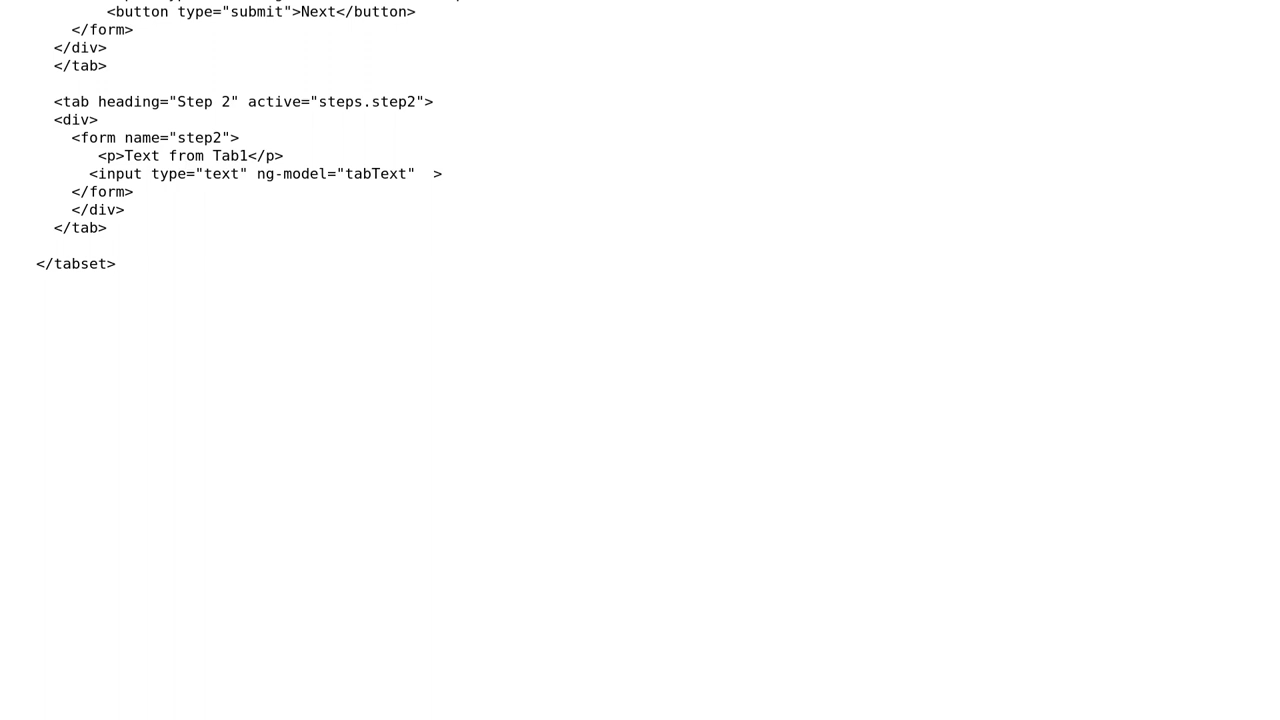 <button type="submit">Next</button>
</form>
</div>
</tab>
<tab heading="Step 2" active="steps.step2">
<div>
<form name="step2">
<p>Text from Tab1</p>
<input type="text" ng-model="tabText"  >
</form>
</div>
</tab>
</tabset>